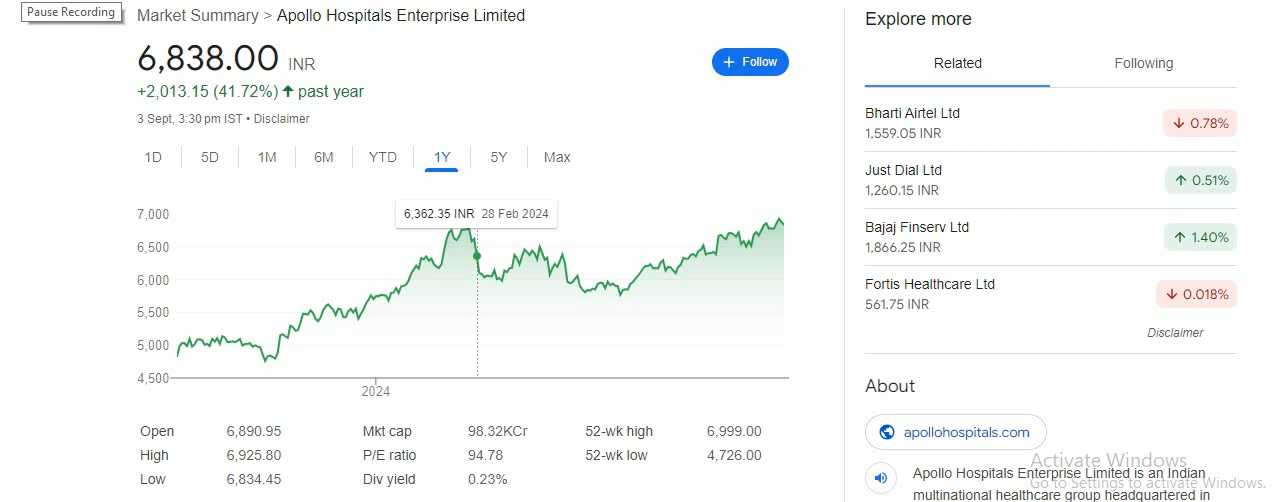 Pause Recording
Market Summary > Apollo Hospitals Enterprise Limited
6,838.00 INR
+ Follow
+2,013.15 (41.72%) ↑ past year
3 Sept, 3:30 pm IST • Disclaimer
1D 5D 1M 6M YTD 1Y 5Y Max
6,362.35 INR 28 Feb 2024
7,000
6,500
6,000
5,500
5,000
4,500
2024
Open 6,890.95 Mkt cap 98.32KCr 52-wk high 6,999.00
High 6,925.80 P/E ratio 94.78 52-wk low 4,726.00
Low 6,834.45 Div yield 0.23%
Explore more
Related Following
Bharti Airtel Ltd
1,559.05 INR ↓ 0.78%
Just Dial Ltd
1,260.15 INR ↑ 0.51%
Bajaj Finserv Ltd
1,866.25 INR ↑ 1.40%
Fortis Healthcare Ltd
561.75 INR ↓ 0.018%
Disclaimer
About
apollohospitals.com
Apollo Hospitals Enterprise Limited is an Indian
multinational healthcare group headquartered in
Activate Windows
Go to Settings to activate Windows.